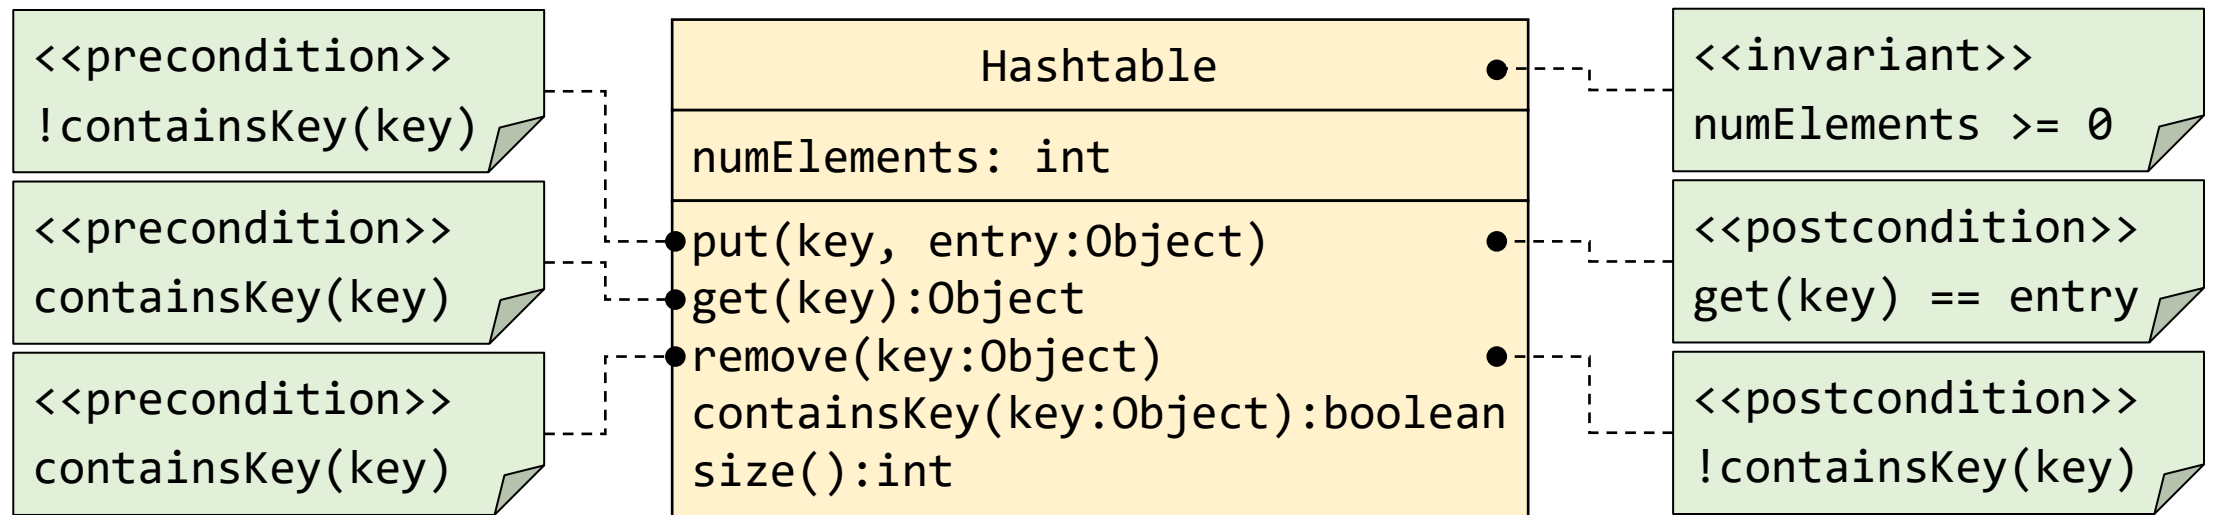 <<precondition>>
!containsKey(key)
<<precondition>>
containsKey(key)
<<precondition>>
containsKey(key)
Hashtable
numElements: int
put(key, entry:Object)
get(key):Object
remove(key:Object)
containsKey(key:Object):boolean
size():int
<<invariant>>
numElements >= 0
<<postcondition>>
get(key) == entry
<<postcondition>>
!containsKey(key)